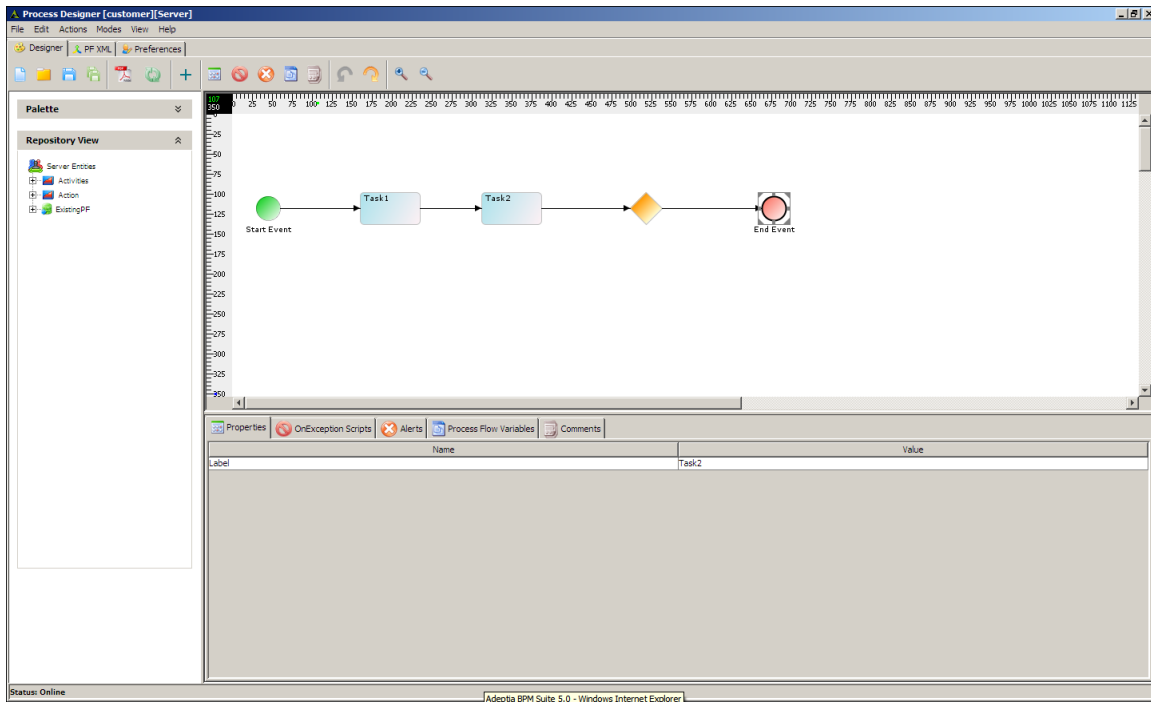 Process Designer [customer][Server]
File Edit Actions Modes View Help
Designer PF XML Preferences
Palette
Repository View
Server Entities
Activities
Action
ExistingPF
107
350
0 25 50 75 100 125 150 175 200 225 250 275 300 325 350 375 400 425 450 475 500 525 550 575 600 625 650 675 700 725 750 775 800 825 850 875 900 925 950 975 1000 1025 1050 1075 1100 1125
0
25
50
75
100
125
150
175
200
225
250
275
300
325
350
Task1
Task2
Start Event
End Event
Properties OnException Scripts Alerts Process Flow Variables Comments
Name Value
Label Task2
Status: Online
Adeptia BPM Suite 5.0 - Windows Internet Explorer